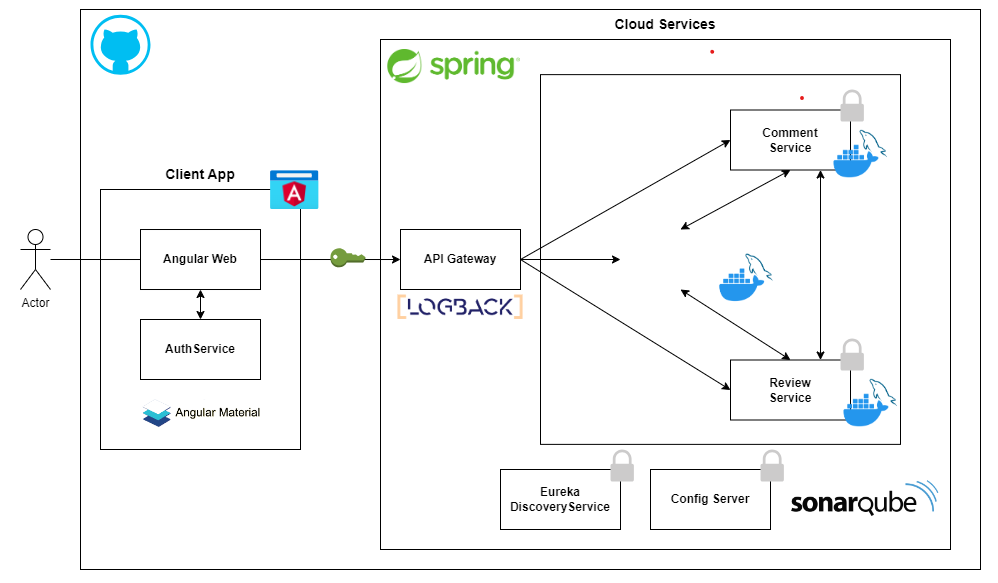 Cloud Services
spring
Comment
Service
Client App
A
Angular Web
API Gateway
Actor
[LOGBACK]
AuthService
Review
Service
Angular Material
Eureka
DiscoveryService
Config Server
sonarqube